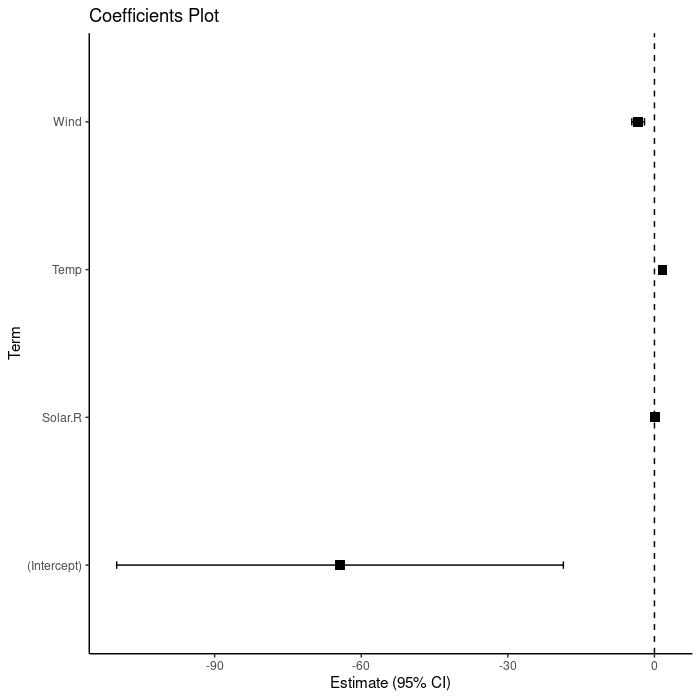 Coefficients Plot
Term
Wind
Temp
Solar.R
(Intercept)
-90 -60 -30 0
Estimate (95% CI)